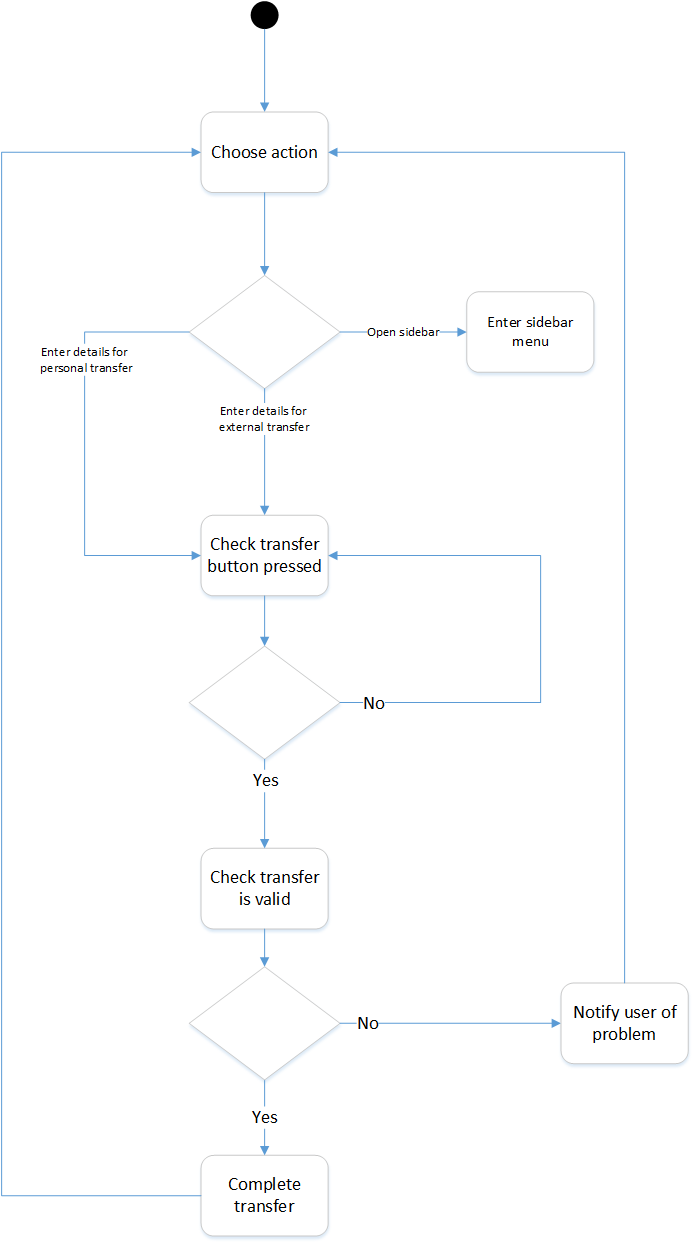 Choose action
Open sidebar
Enter sidebar
menu
Enter details for
personal transfer
Enter details for
external transfer
Check transfer
button pressed
No
Yes
Check transfer
is valid
No
Notify user of
problem
Yes
Complete
transfer